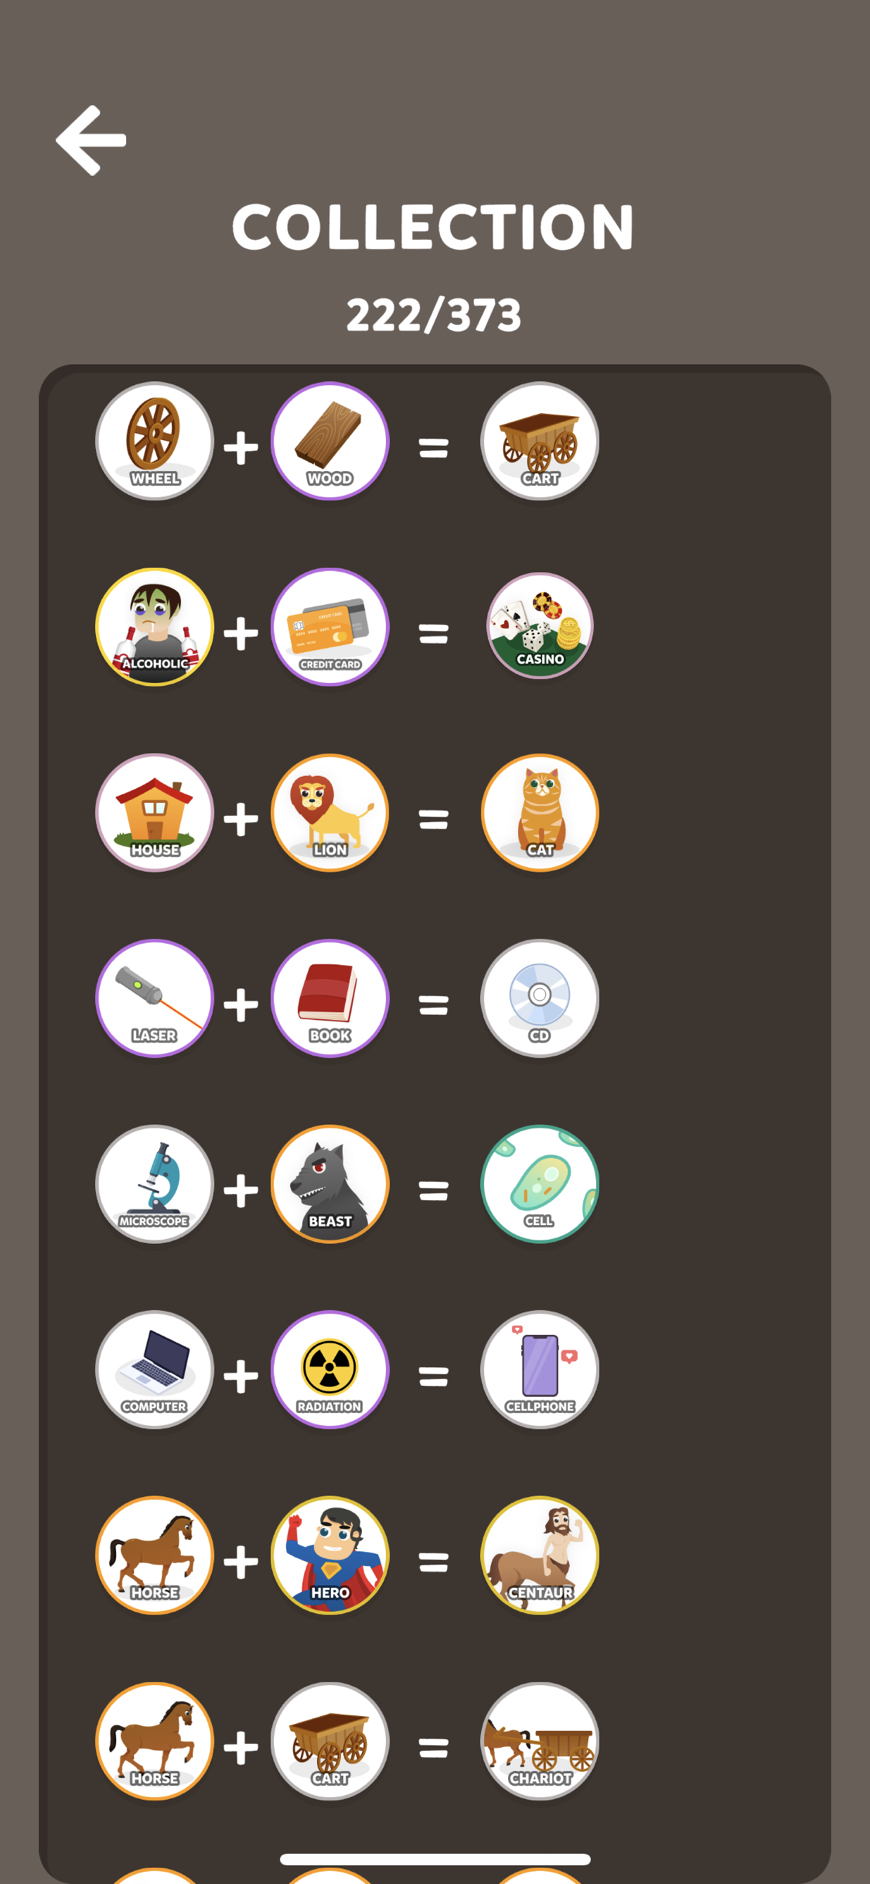 COLLECTION
222/373
WHEEL + WOOD = CART
ALCOHOLIC + CREDIT CARD = CASINO
HOUSE + LION = CAT
LASER + BOOK = CD
MICROSCOPE + BEAST = CELL
COMPUTER + RADIATION = CELLPHONE
HORSE + HERO = CENTAUR
HORSE + CART = CHARIOT